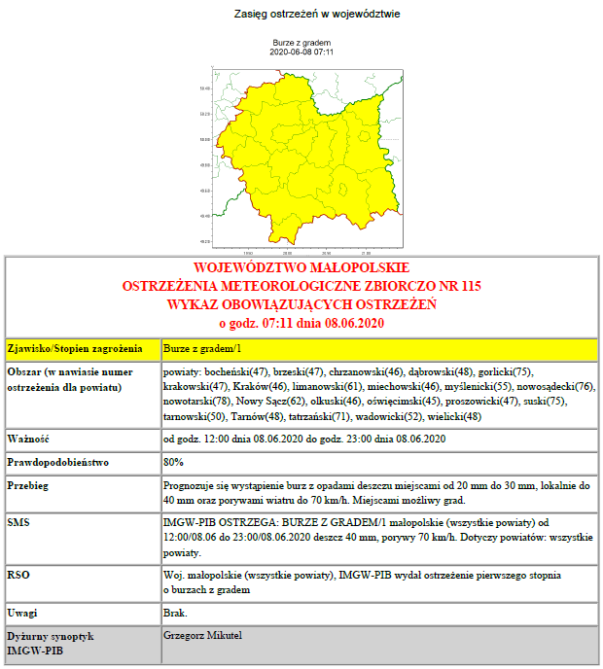 Zasięg ostrzeżeń w województwie
Burze z gradem
2020-06-08 07:11
WOJEWÓDZTWO MAŁOPOLSKIE
OSTRZEŻENIA METEOROLOGICZNE ZBIORCZO NR 115
WYKAZ OBOWIĄZUJĄCYCH OSTRZEŻEŃ
o godz. 07:11 dnia 08.06.2020
Zjawisko/Stopien zagrożenia
Burze z gradem/1
Obszar (w nawiasie numer
ostrzeżenia dla powiatu)
powiaty: bocheński(47), brzeski(47), chrzanowski(46), dąbrowski(48), gorlicki(75),
krakowski(47), Kraków(46), limanowski(61), miechowski(46), myślenicki(55), nowosądecki(76),
nowotarski(78), Nowy Sącz(62), olkuski(46), oświęcimski(45), proszowicki(47), suski(75),
tarnowski(50), Tarnów(48), tatrzański(71), wadowicki(52), wielicki(48)
Ważność
od godz. 12:00 dnia 08.06.2020 do godz. 23:00 dnia 08.06.2020
Prawdopodobieństwo
80%
Przebieg
Prognozuje się wystąpienie burz z opadami deszczu miejscami od 20 mm do 30 mm, lokalnie do
40 mm oraz porywami wiatru do 70 km/h. Miejscami możliwy grad.
SMS
IMGW-PIB OSTRZEGA: BURZE Z GRADEM/1 małopolskie (wszystkie powiaty) od
12:00/08.06 do 23:00/08.06.2020 deszcz 40 mm, porywy 70 km/h. Dotyczy powiatów: wszystkie
powiaty.
RSO
Woj. małopolskie (wszystkie powiaty), IMGW-PIB wydał ostrzeżenie pierwszego stopnia
o burzach z gradem
Uwagi
Brak.
Dyżurny synoptyk
IMGW-PIB
Grzegorz Mikutel